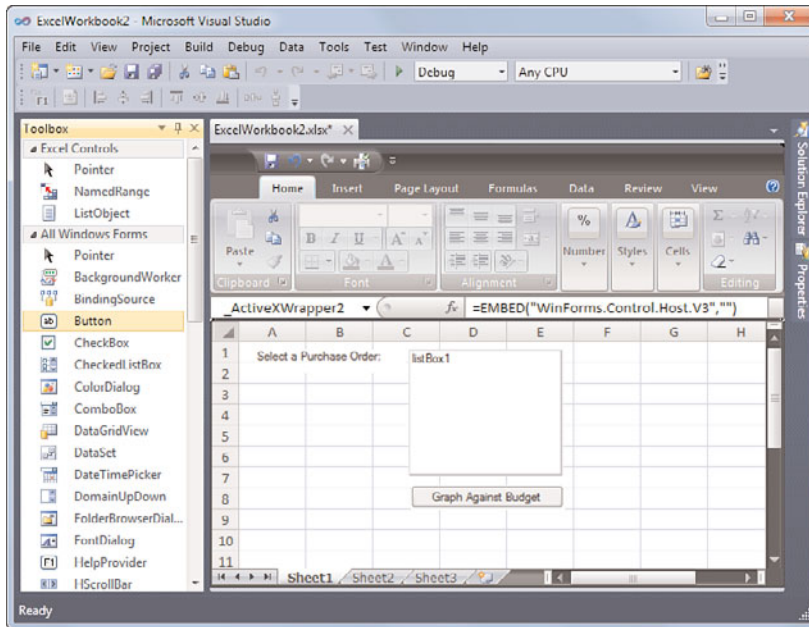 ExcelWorkbook2 - Microsoft Visual Studio
File Edit View Project Build Debug Data Tools Test Window Help
Debug Any CPU
Toolbox
Excel Controls
Pointer
NamedRange
ListObject
All Windows Forms
Pointer
BackgroundWorker
BindingSource
Button
CheckBox
CheckedListBox
ColorDialog
ComboBox
DataGridView
DataSet
DateTimePicker
DomainUpDown
FolderBrowserDial...
FontDialog
HelpProvider
HScrollBar
ExcelWorkbook2.xlsx*
Home Insert Page Layout Formulas Data Review View
Paste
B I U A A
% A Σ
Number Styles Cells
Clipboard Font Alignment Editing
_ActiveXWrapper2 fx =EMBED("WinForms.Control.Host.V3","")
A B C D E F G H
1 Select a Purchase Order: listBox1
2
3
4
5
6
7
8 Graph Against Budget
9
10
11
Sheet1 Sheet2 Sheet3
Solution Explorer
Properties
Ready